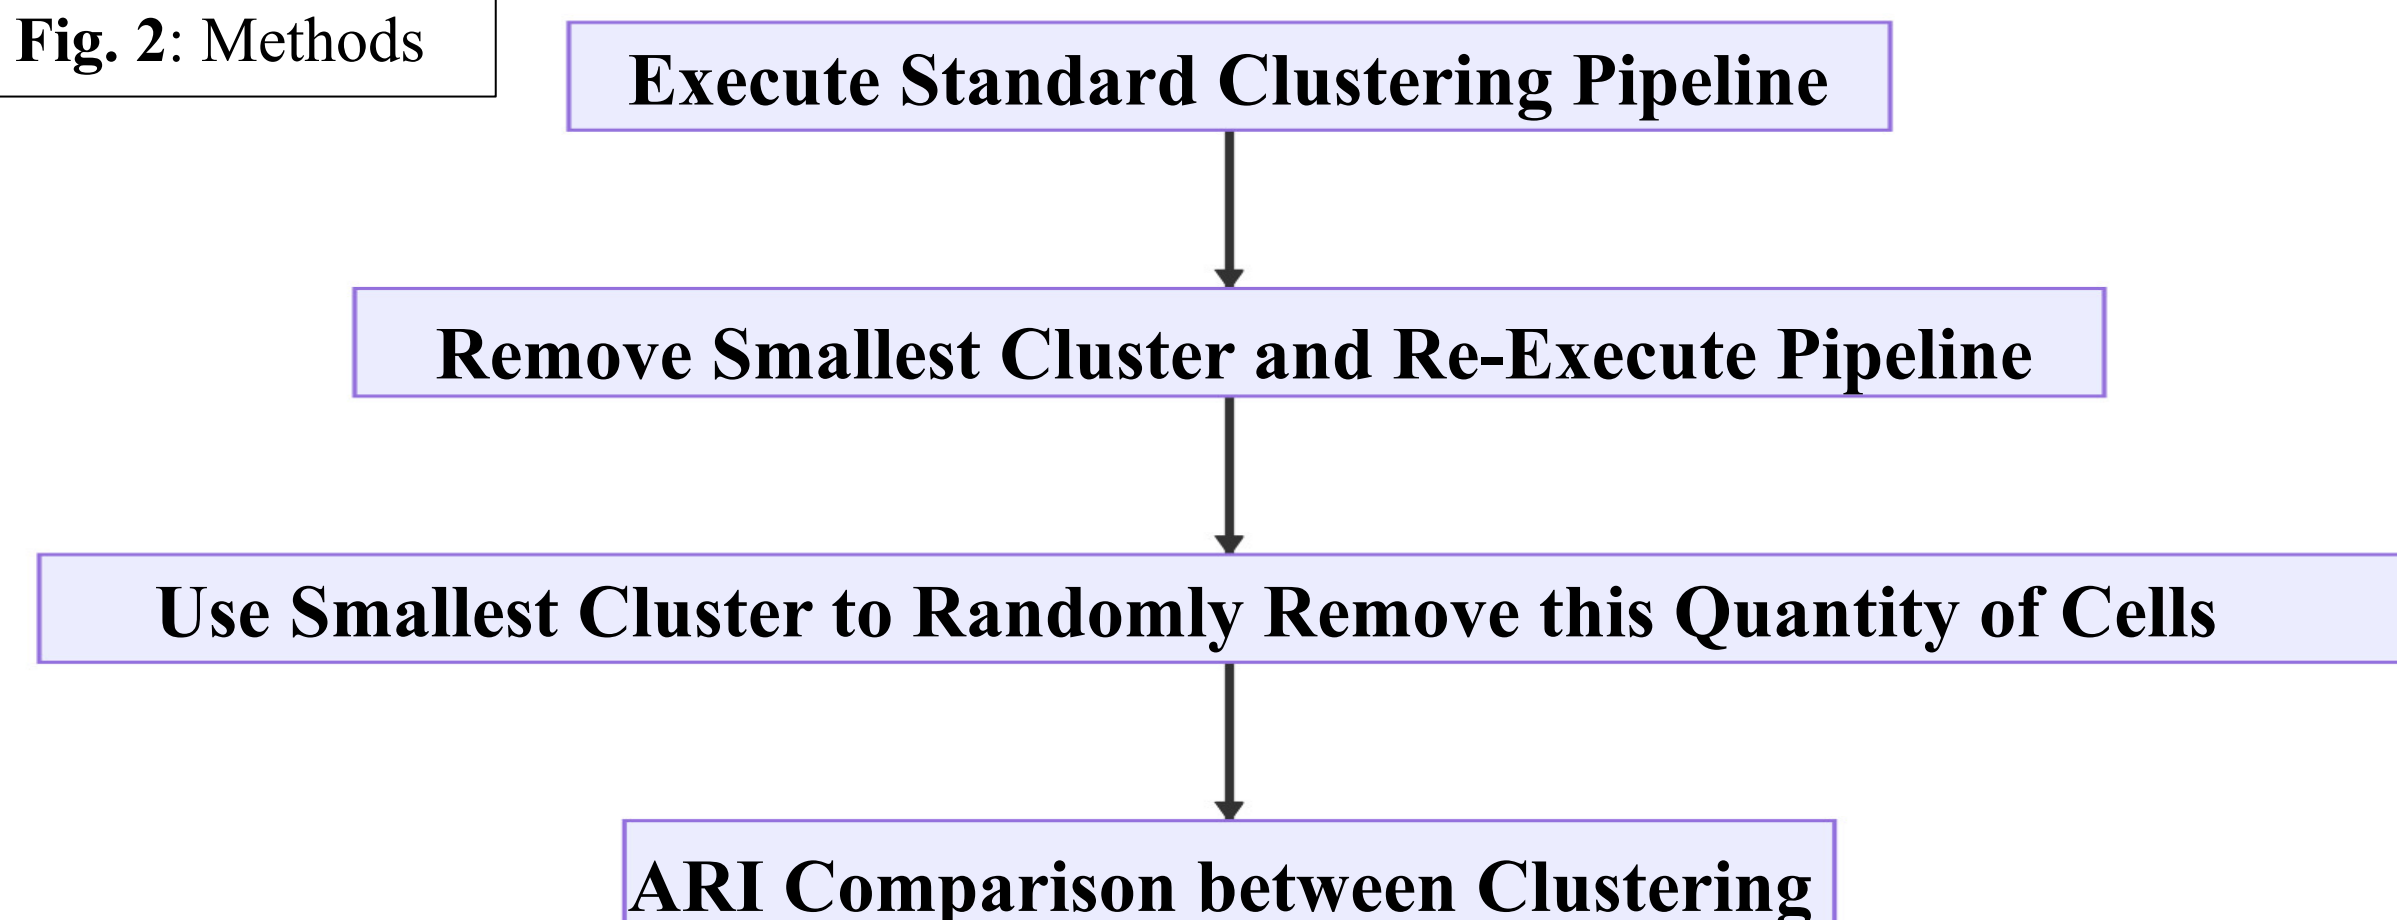 Fig. 2: Methods
Execute Standard Clustering Pipeline
Remove Smallest Cluster and Re-Execute Pipeline
Use Smallest Cluster to Randomly Remove this Quantity of Cells
ARI Comparison between Clustering